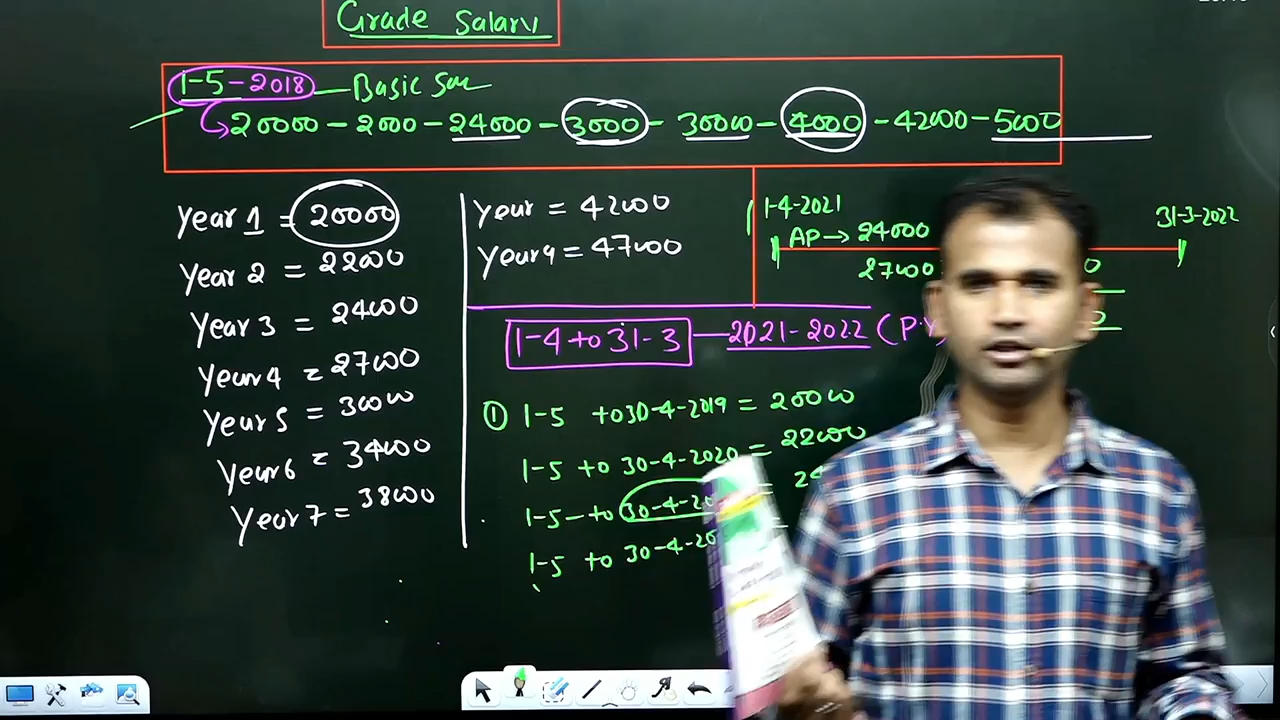 Grade Salary
1-5-2018 — Basic Sal
20000 - 2000 - 24000 - 3000 - 30000 - 4000 - 42000 - 5000
Year 1 = 20000
Year 2 = 22000
Year 3 = 24000
Year 4 = 27000
Year 5 = 30000
Year 6 = 34000
Year 7 = 38000
Year = 42000
Year 9 = 47000
1-4-2021
31-3-2022
AP → 24000
27000
0
1-4 to 31-3 — 2021-2022 (P.Y
① 1-5 to 30-4-2019 = 20000
1-5 to 30-4-2020 = 22000
1-5 - to 30-4-20 = 24
1-5 to 30-4-20